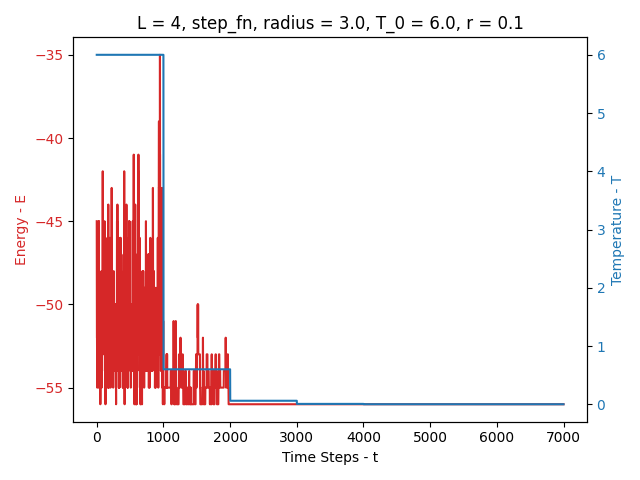 L = 4, step_fn, radius = 3.0, T_0 = 6.0, r = 0.1
−35
−40
−45
−50
−55
Energy - E
6
5
4
3
2
1
0
Temperature - T
0 1000 2000 3000 4000 5000 6000 7000
Time Steps - t